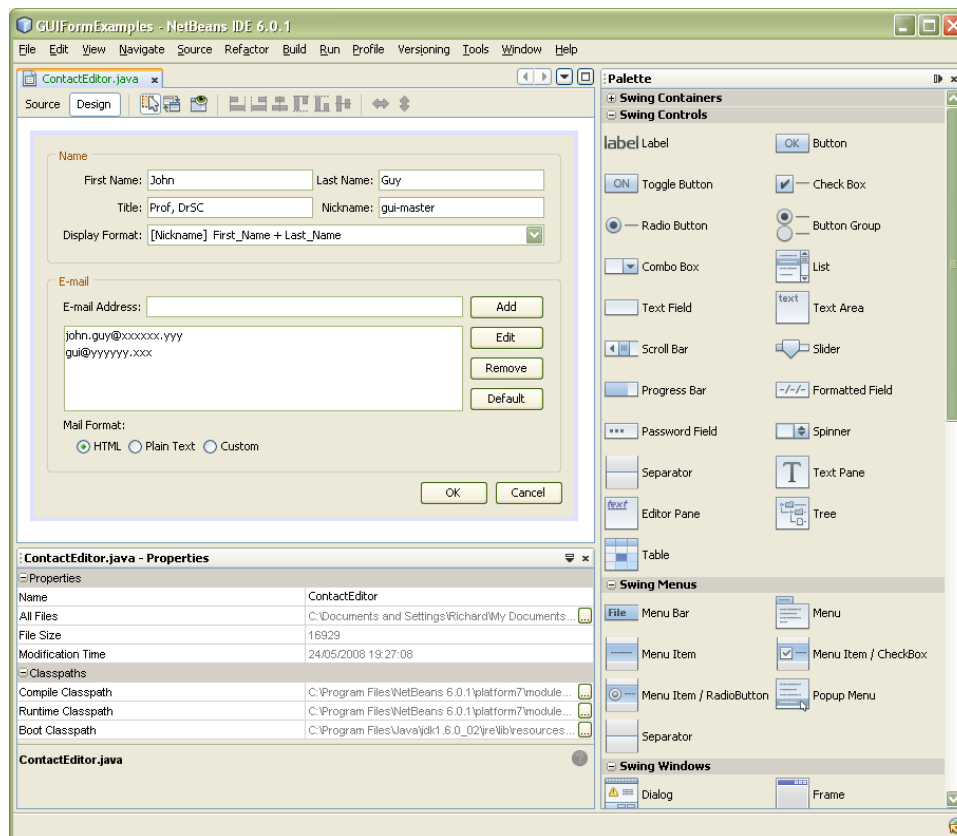 GUIFormExamples - NetBeans IDE 6.0.1
File Edit View Navigate Source Refactor Build Run Profile Versioning Tools Window Help
ContactEditor.java x
Source Design
Name
First Name: John Last Name: Guy
Title: Prof, DrSC Nickname: gui-master
Display Format: [Nickname] First_Name + Last_Name
E-mail
E-mail Address: Add
john.guy@xxxxxx.yyy Edit
gui@yyyyyy.xxx
Remove
Default
Mail Format:
HTML Plain Text Custom
OK Cancel
ContactEditor.java - Properties
Properties
Name ContactEditor
All Files C:\Documents and Settings\Richard\My Documents... ...
File Size 16929
Modification Time 24/05/2008 19:27:08
Classpaths
Compile Classpath C:\Program Files\NetBeans 6.0.1\platform7\module... ...
Runtime Classpath C:\Program Files\NetBeans 6.0.1\platform7\module... ...
Boot Classpath C:\Program Files\Java\jdk1.6.0_02\jre\lib\resources... ...
ContactEditor.java
Palette
Swing Containers
Swing Controls
label Label OK Button
ON Toggle Button Check Box
Radio Button Button Group
Combo Box List
Text Field text Text Area
Scroll Bar Slider
Progress Bar -/-/- Formatted Field
Password Field Spinner
Separator T Text Pane
text Editor Pane Tree
Table
Swing Menus
File Menu Bar Menu
Menu Item Menu Item / CheckBox
Menu Item / RadioButton Popup Menu
Separator
Swing Windows
Dialog Frame